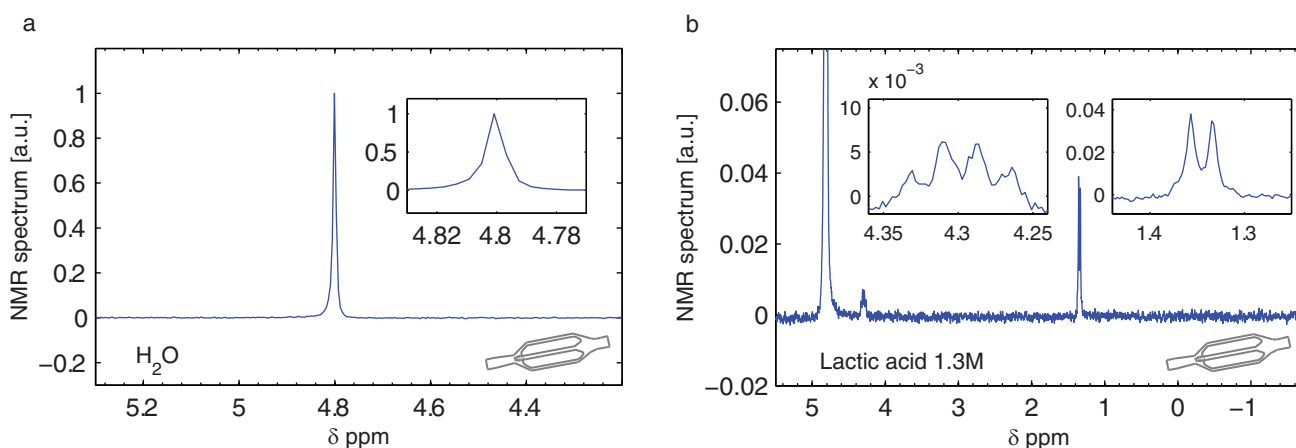 a
NMR spectrum [a.u.]
1
0.8
0.6
0.4
0.2
0
−0.2
1
0.5
0
4.82 4.8 4.78
H2O
5.2 5 4.8 4.6 4.4
δ ppm
b
NMR spectrum [a.u.]
0.06
0.04
0.02
0
−0.02
x 10−3
10
5
0
4.35 4.3 4.25
0.04
0.02
0
1.4 1.3
Lactic acid 1.3M
5 4 3 2 1 0 −1
δ ppm